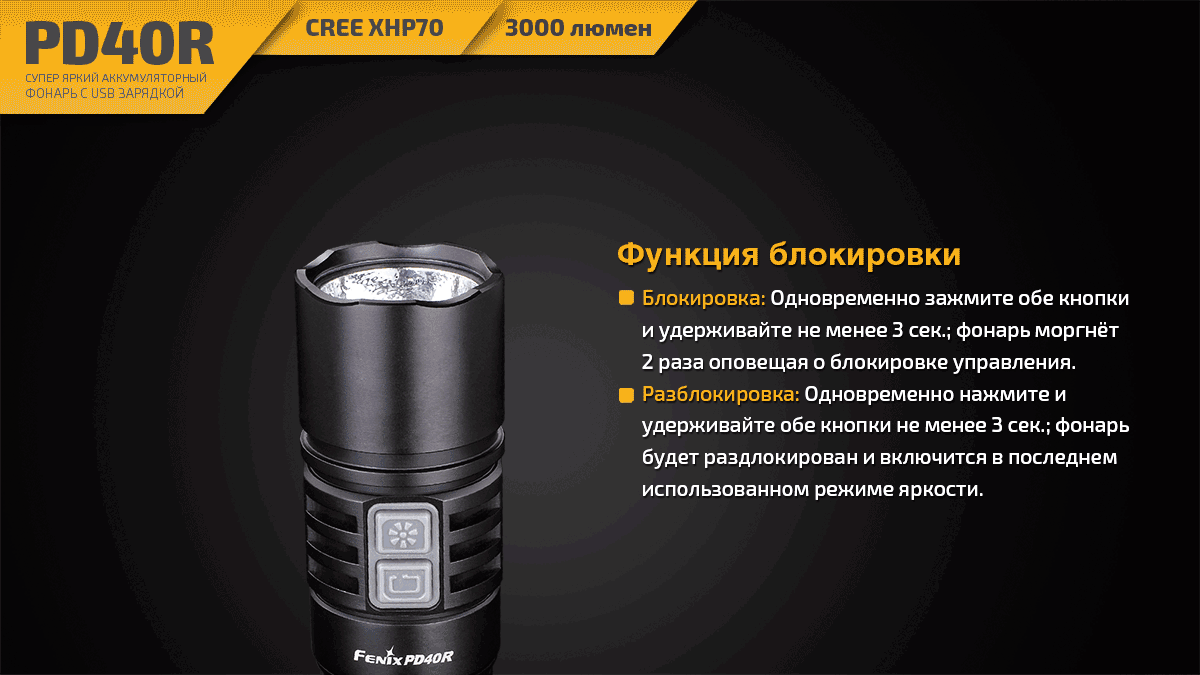 PD40R
СУПЕР ЯРКИЙ АККУМУЛЯТОРНЫЙ
ФОНАРЬ С USB ЗАРЯДКОЙ
CREE XHP70
3000 люмен
Функция блокировки
Блокировка: Одновременно зажмите обе кнопки
и удерживайте не менее 3 сек.; фонарь моргнёт
2 раза оповещая о блокировке управления.
Разблокировка: Одновременно нажмите и
удерживайте обе кнопки не менее 3 сек.; фонарь
будет раздлокирован и включится в последнем
использованном режиме яркости.
FENIX PD40R